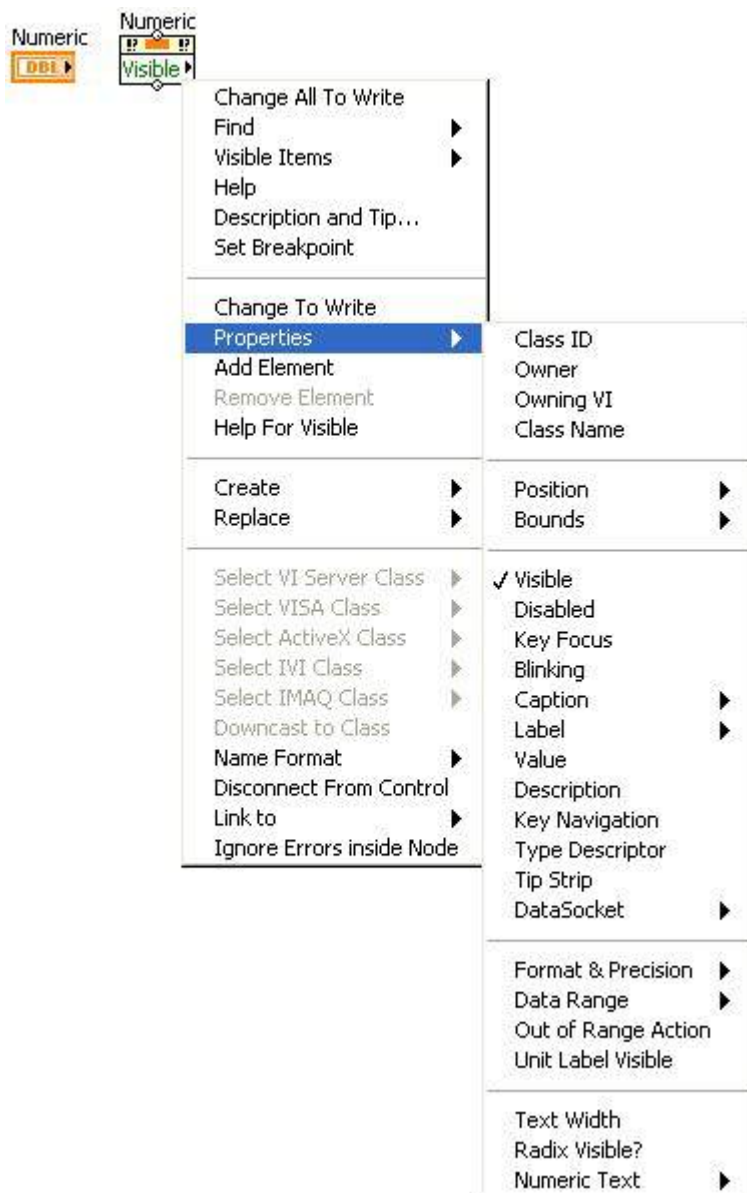 Numeric
Numeric
DBL
!? !?
Visible
Change All To Write
Find
Visible Items
Help
Description and Tip...
Set Breakpoint
Change To Write
Properties
Add Element
Remove Element
Help For Visible
Create
Replace
Select VI Server Class
Select VISA Class
Select ActiveX Class
Select IVI Class
Select IMAQ Class
Downcast to Class
Name Format
Disconnect From Control
Link to
Ignore Errors inside Node
Class ID
Owner
Owning VI
Class Name
Position
Bounds
Visible
Disabled
Key Focus
Blinking
Caption
Label
Value
Description
Key Navigation
Type Descriptor
Tip Strip
DataSocket
Format & Precision
Data Range
Out of Range Action
Unit Label Visible
Text Width
Radix Visible?
Numeric Text